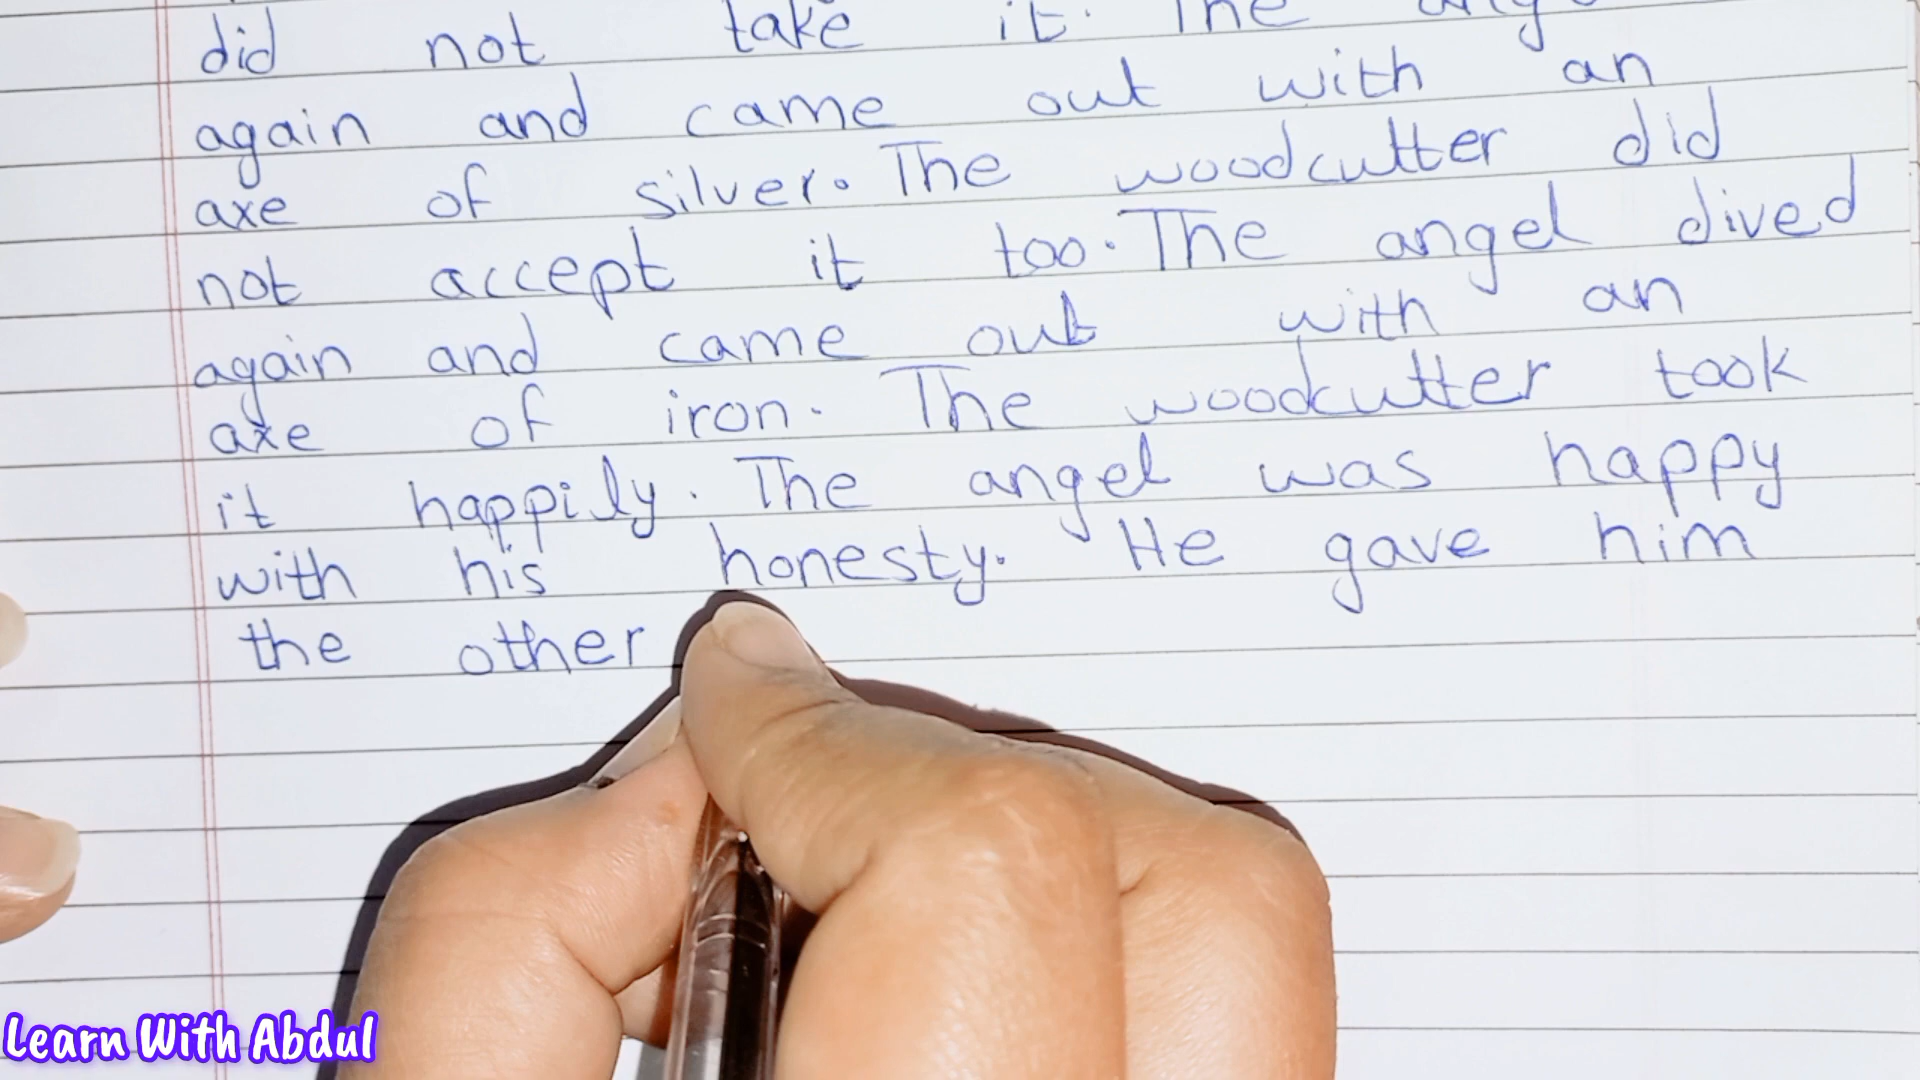 did not take it. The
again and came out with an
axe of silver. The woodcutter did
not accept it too. The angel dived
again and came out with an
axe of iron. The woodcutter took
it happily. The angel was happy
with his honesty. He gave him
the other
Learn With Abdul